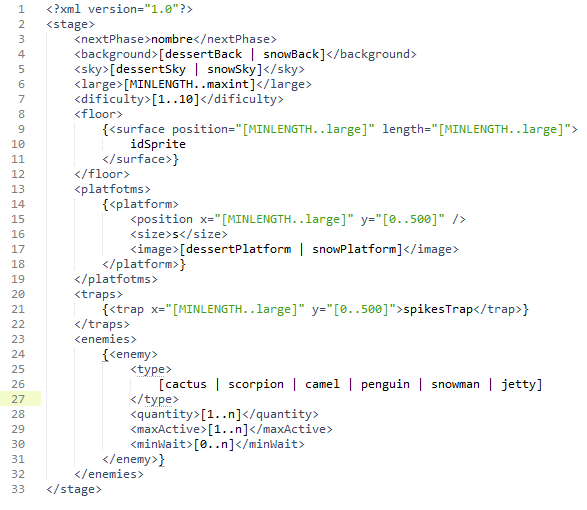 1 <?xml version="1.0"?>
2 <stage>
3 <nextPhase>nombre</nextPhase>
4 <background>[dessertBack | snowBack]</background>
5 <sky>[dessertSky | snowSky]</sky>
6 <large>[MINLENGTH..maxint]</large>
7 <dificulty>[1..10]</dificulty>
8 <floor>
9 {<surface position="[MINLENGTH..large]" length="[MINLENGTH..large]">
10 idSprite
11 </surface>}
12 </floor>
13 <platfotms>
14 {<platform>
15 <position x="[MINLENGTH..large]" y="[0..500]" />
16 <size>s</size>
17 <image>[dessertPlatform | snowPlatform]</image>
18 </platform>}
19 </platfotms>
20 <traps>
21 {<trap x="[MINLENGTH..large]" y="[0..500]">spikesTrap</trap>}
22 </traps>
23 <enemies>
24 {<enemy>
25 <type>
26 [cactus | scorpion | camel | penguin | snowman | jetty]
27 </type>
28 <quantity>[1..n]</quantity>
29 <maxActive>[1..n]</maxActive>
30 <minWait>[0..n]</minWait>
31 </enemy>}
32 </enemies>
33 </stage>